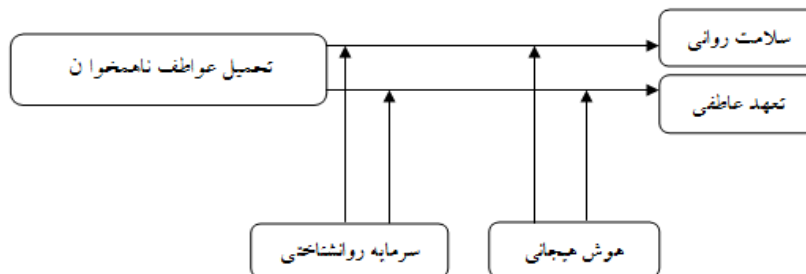 سلامت روانی
تحمیل عواطف ناهمخوا ن
تعهد عاطفی
هوش هیجانی
سرمایه روانشناختی